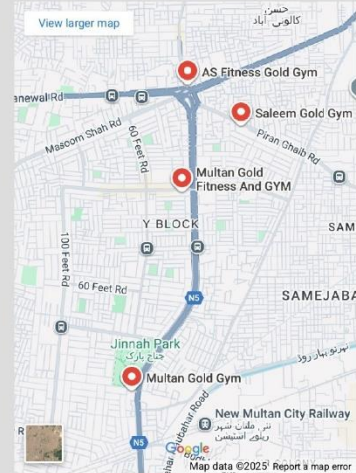 View larger map
حسن
کالونی آباد
AS Fitness Gold Gym
anewal Rd
Saleem Gold Gym
Masoom Shah Rd
60 Feet Rd
Piran Ghaib Rd
Multan Gold
Fitness And GYM
Y BLOCK
SAM
100 Feet Rd
60 Feet Rd
N5
SAMEJABA
Jinnah Park
جناح پارک
Multan Gold Gym
New Multan City Railway
نیو ملتان سٹی
ریلوے اسٹیشن
Google
N5
Map data ©2025
Report a map error